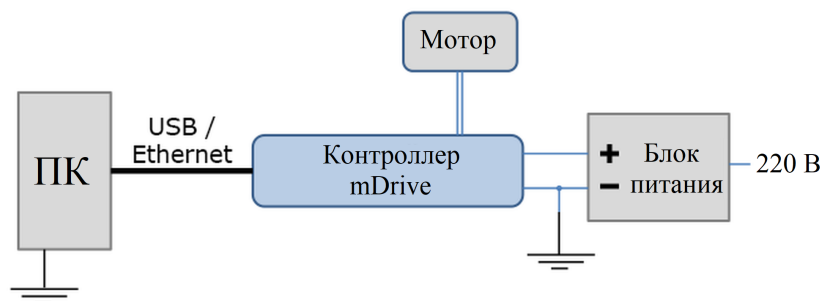 Мотор
USB /
Ethernet
ПК
Контроллер
mDrive
+ Блок
− питания
220 В